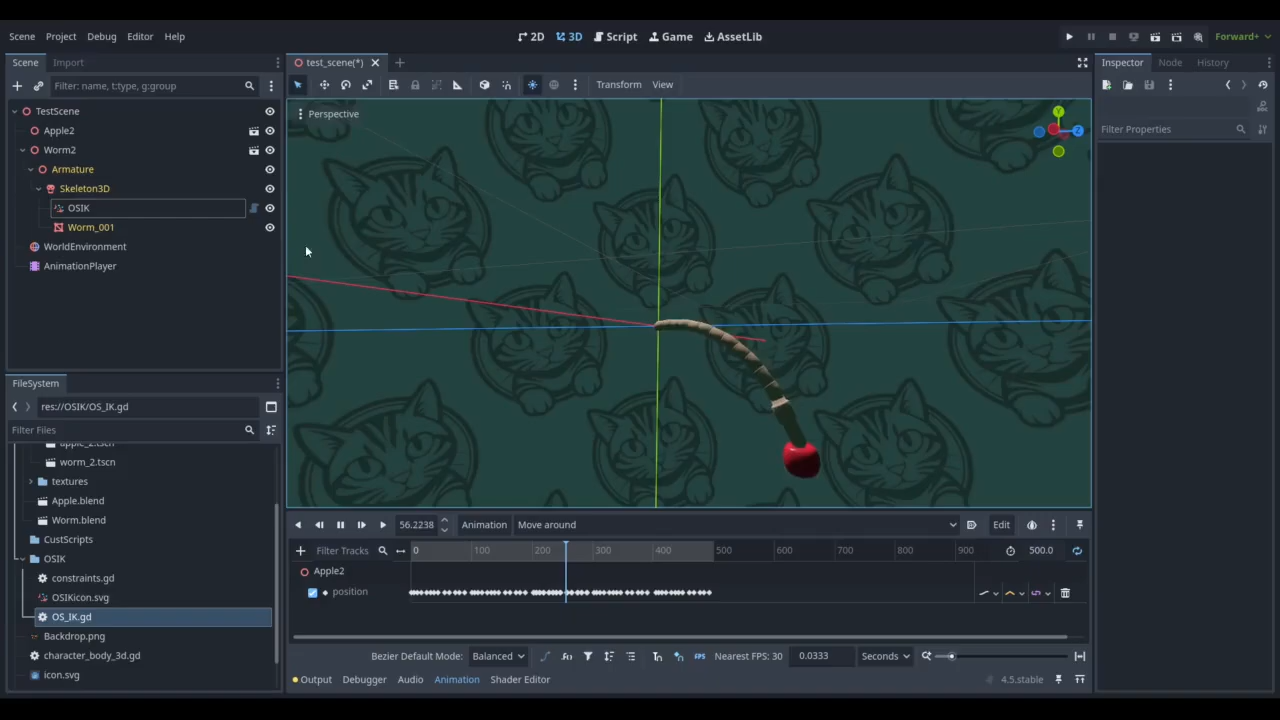 Scene Project Debug Editor Help
2D 3D Script Game AssetLib
Forward+
Scene Import
Filter: name, t:type, g:group
TestScene
Apple2
Worm2
Armature
Skeleton3D
OSIK
Worm_001
WorldEnvironment
AnimationPlayer
test_scene(*)
Transform View
Perspective
Y
Z
Inspector Node History
Filter Properties
FileSystem
res://OSIK/OS_IK.gd
Filter Files
apple_2.tscn
worm_2.tscn
textures
Apple.blend
Worm.blend
CustScripts
OSIK
constraints.gd
OSIKicon.svg
OS_IK.gd
Backdrop.png
character_body_3d.gd
icon.svg
56.2238 Animation Move around Edit
Filter Tracks 0 100 200 300 400 500 600 700 800 900 500.0
Apple2
position
Bezier Default Mode: Balanced Nearest FPS: 30 0.0333 Seconds
FPS
Output Debugger Audio Animation Shader Editor 4.5.stable